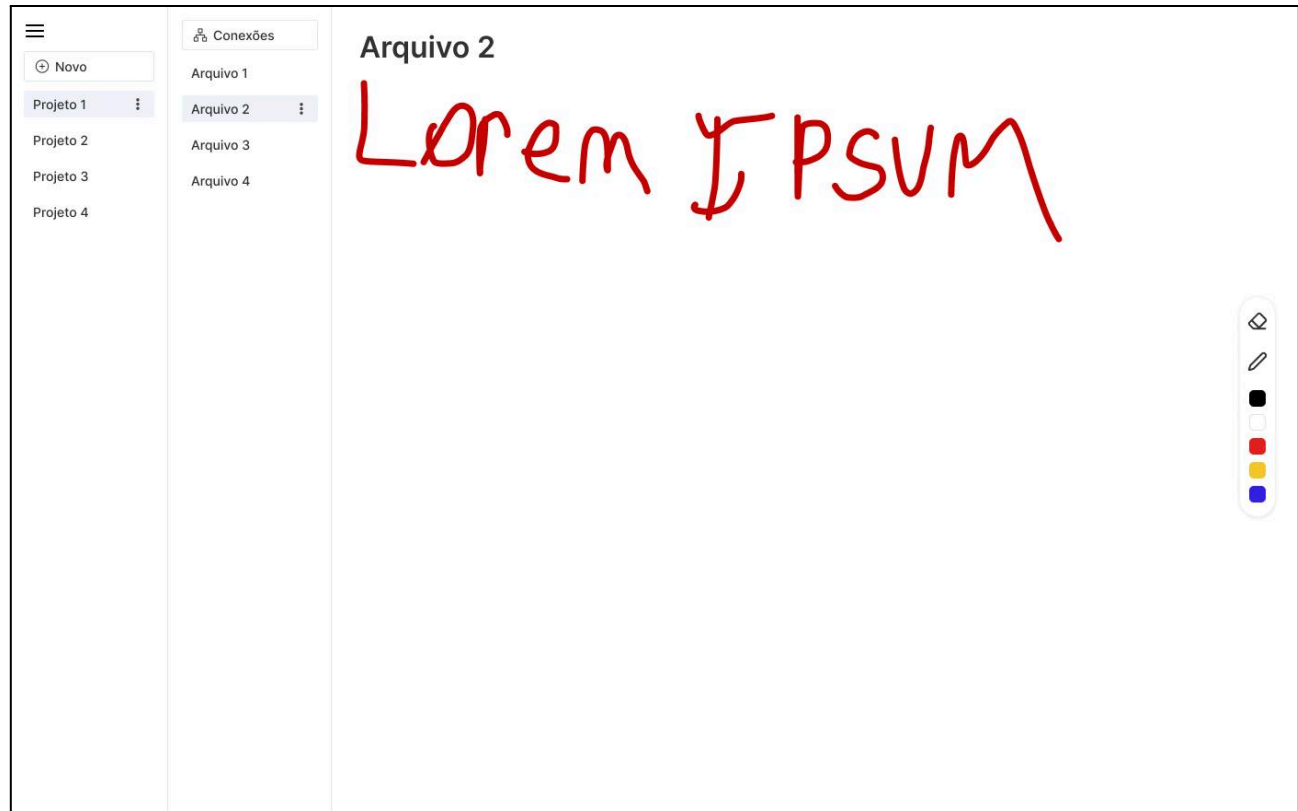 Novo
Projeto 1
Projeto 2
Projeto 3
Projeto 4
Conexões
Arquivo 1
Arquivo 2
Arquivo 3
Arquivo 4
Arquivo 2
Lorem IPSUM